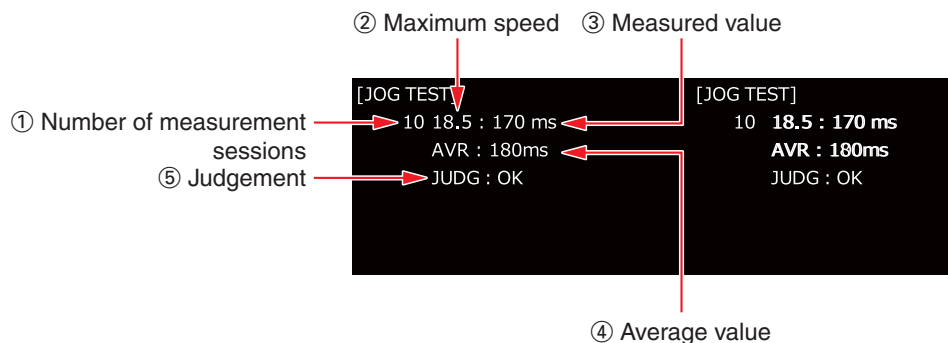 ② Maximum speed ③ Measured value
[JOG TEST] [JOG TEST]
① Number of measurement sessions
10 18.5 : 170 ms 10 18.5 : 170 ms
AVR : 180ms AVR : 180ms
⑤ Judgement JUDG : OK JUDG : OK
④ Average value